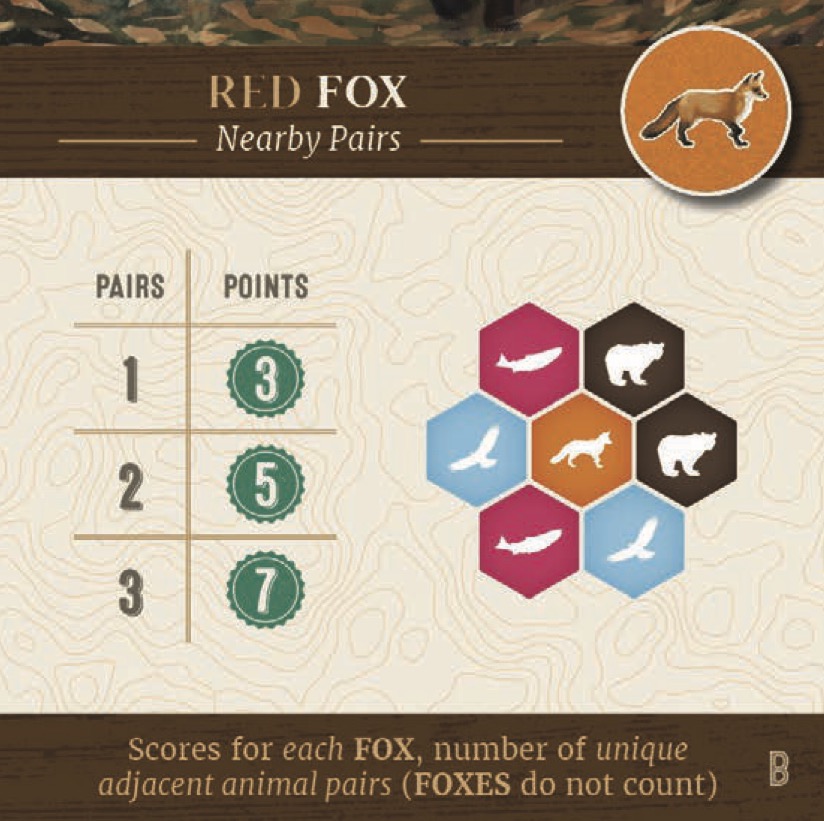 RED FOX
Nearby Pairs
PAIRS POINTS
1 3
2 5
3 7
Scores for each FOX, number of unique
adjacent animal pairs (FOXES do not count)
B